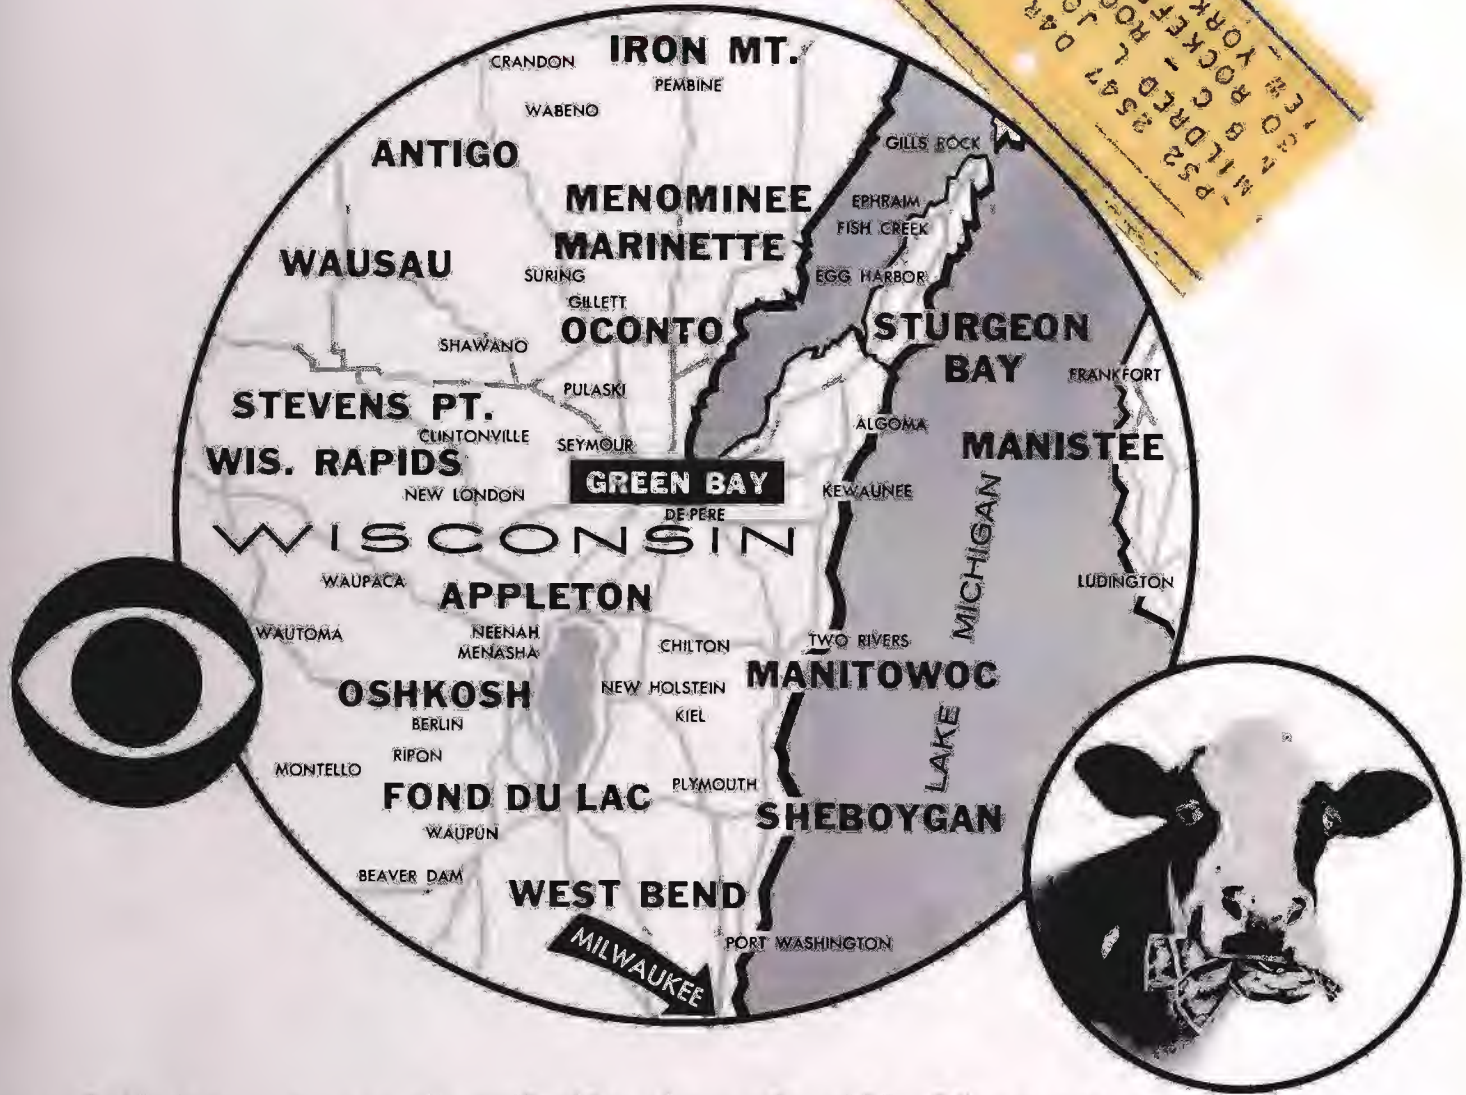 CRANDON
IRON MT.
PEMBINE
WABENO
ANTIGO
GILLS ROCK
MENOMINEE
EPHRAIM
FISH CREEK
MARINETTE
WAUSAU
SURING
EGG HARBOR
GILLETT
OCONTO
STURGEON
BAY
SHAWANO
FRANKFORT
PULASKI
STEVENS PT.
CLINTONVILLE
SEYMOUR
ALGOMA
MANISTEE
WIS. RAPIDS
GREEN BAY
NEW LONDON
KEWAUNEE
DE PERE
WISCONSIN
LAKE MICHIGAN
WAUPACA
APPLETON
LUDINGTON
WAUTOMA
NEENAH
MENASHA
CHILTON
TWO RIVERS
MANITOWOC
OSHKOSH
NEW HOLSTEIN
BERLIN
KIEL
RIPON
MONTELLO
FOND DU LAC
PLYMOUTH
SHEBOYGAN
WAUPUN
BEAVER DAM
WEST BEND
MILWAUKEE
PORT WASHINGTON
2547
MILDRED L